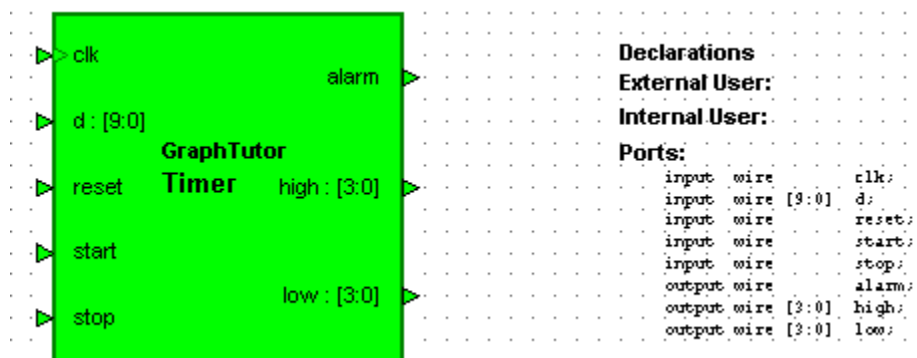 clk
alarm
d : [9:0]
GraphTutor
Timer
reset
high : [3:0]
start
low : [3:0]
stop
Declarations
External User:
Internal User:
Ports:
input wire clk;
input wire [9:0] d;
input wire reset;
input wire start;
input wire stop;
output wire alarm;
output wire [3:0] high;
output wire [3:0] low;